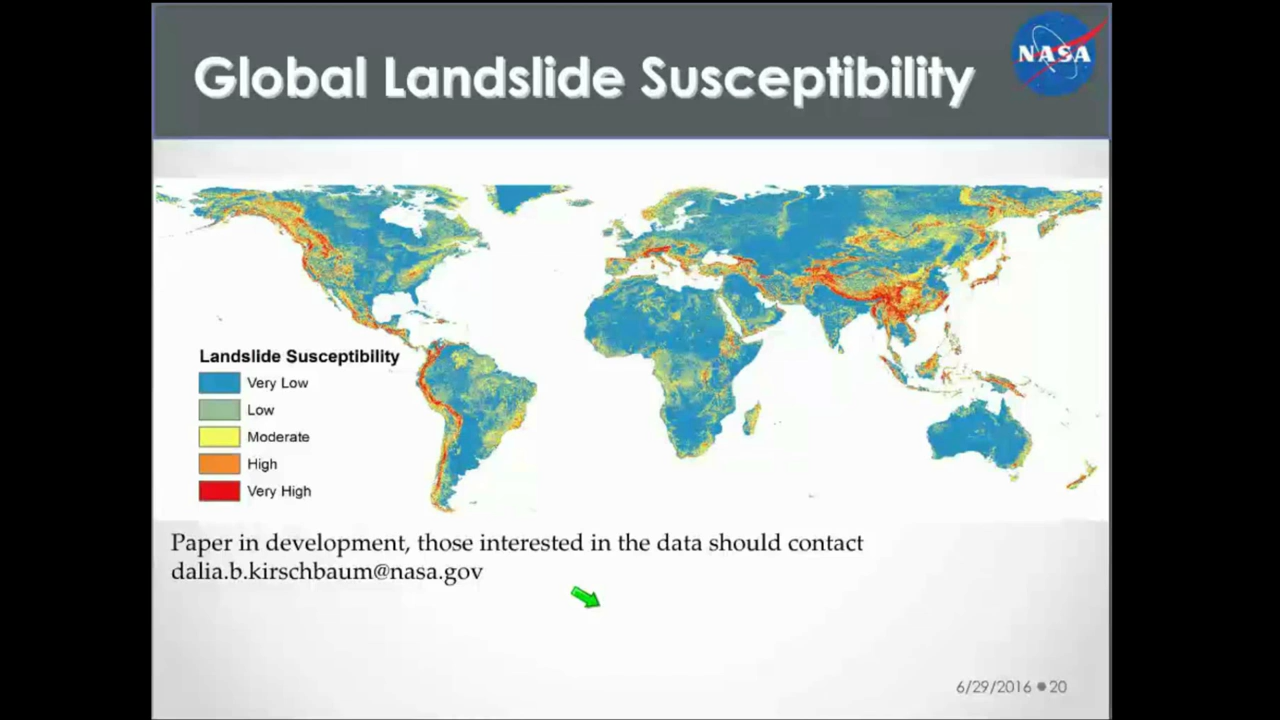 Global Landslide Susceptibility
NASA
Landslide Susceptibility
Very Low
Low
Moderate
High
Very High
Paper in development, those interested in the data should contact
dalia.b.kirschbaum@nasa.gov
6/29/2016 20